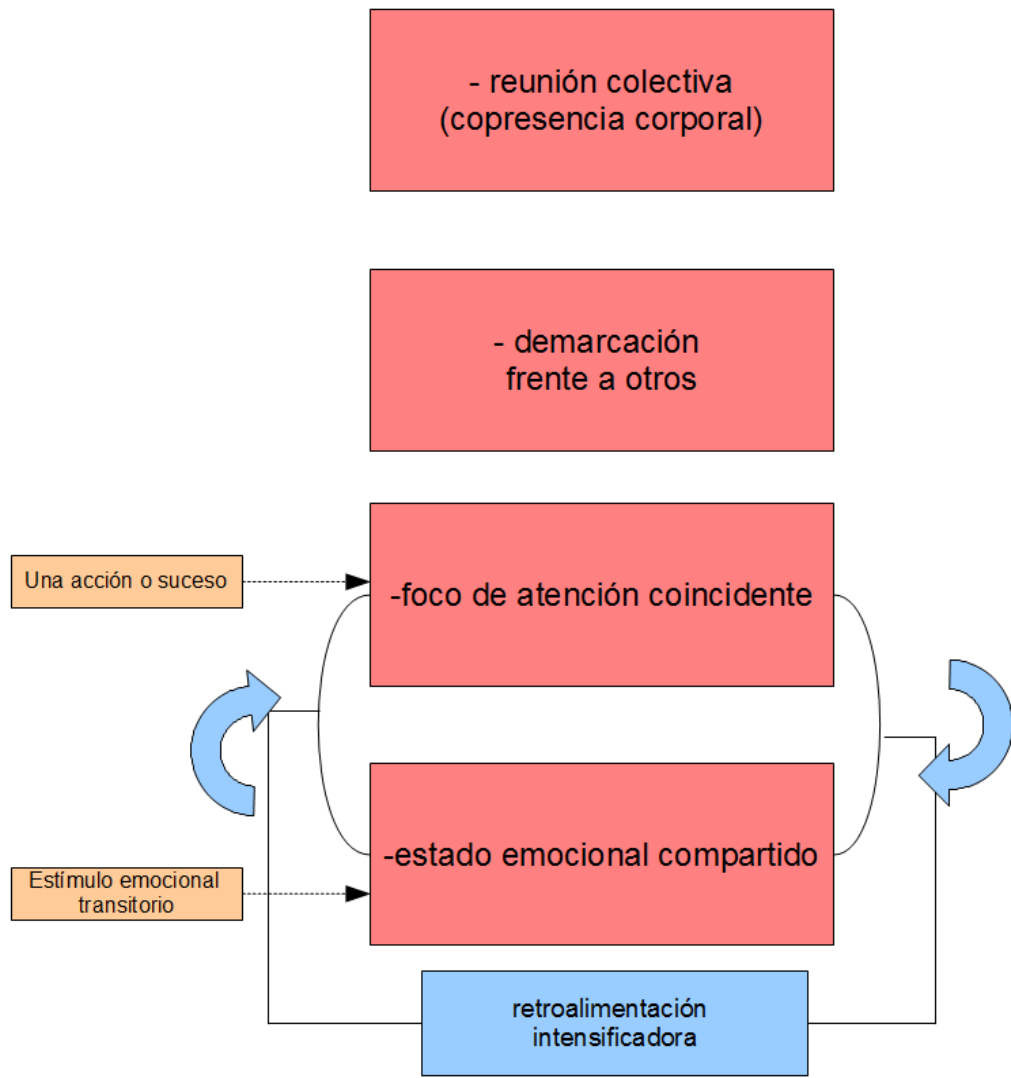 - reunión colectiva
(copresencia corporal)
- demarcación
frente a otros
Una acción o suceso
-foco de atención coincidente
-estado emocional compartido
Estímulo emocional
transitorio
retroalimentación
intensificadora